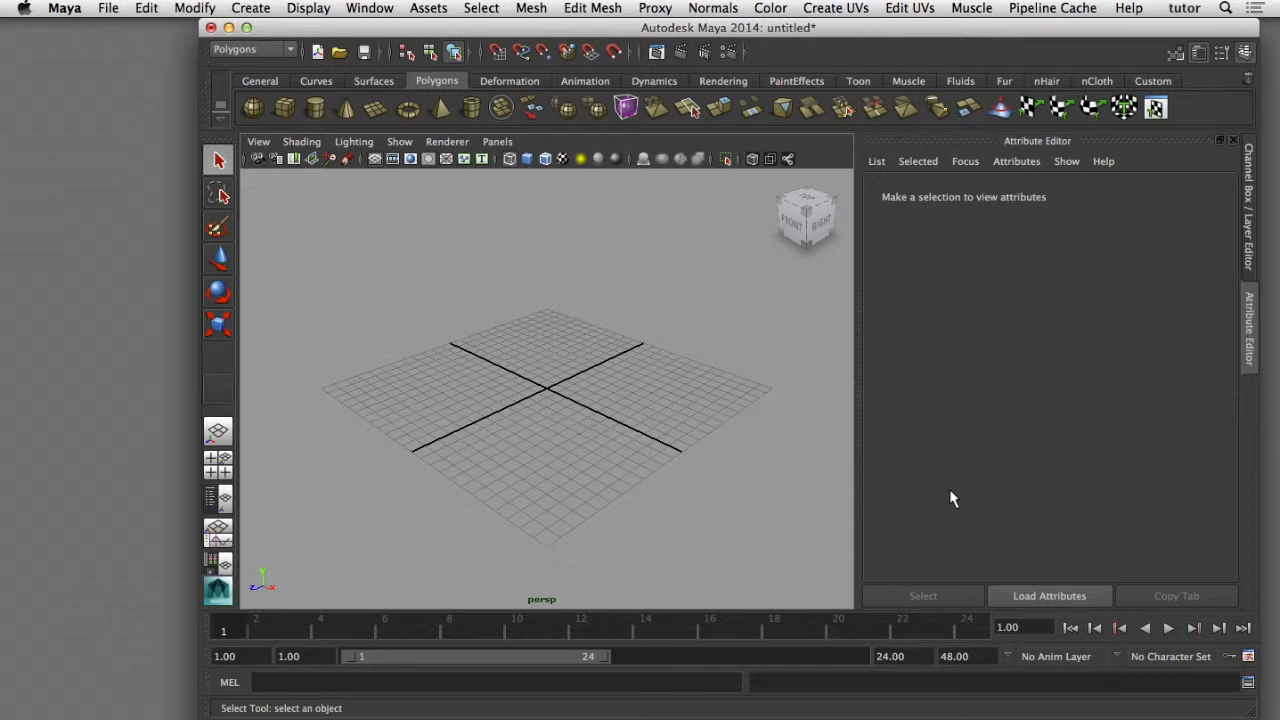 Maya File Edit Modify Create Display Window Assets Select Mesh Edit Mesh Proxy Normals Color Create UVs Edit UVs Muscle Pipeline Cache Help tutor
Autodesk Maya 2014: untitled*
Polygons
General Curves Surfaces Polygons Deformation Animation Dynamics Rendering PaintEffects Toon Muscle Fluids Fur nHair nCloth Custom
View Shading Lighting Show Renderer Panels
Attribute Editor
List Selected Focus Attributes Show Help
Make a selection to view attributes
FRONT RIGHT
Channel Box / Layer Editor
Attribute Editor
persp
Select Load Attributes Copy Tab
1 2 4 6 8 10 12 14 16 18 20 22 24 1.00
1.00 1.00 1 24 24.00 48.00 No Anim Layer No Character Set
MEL
Select Tool: select an object